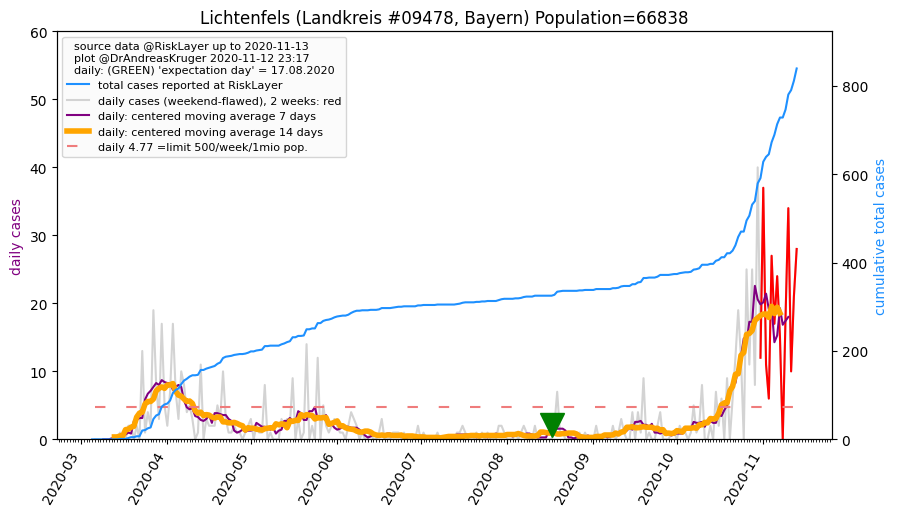 Lichtenfels (Landkreis #09478, Bayern) Population=66838
source data @RiskLayer up to 2020-11-13
plot @DrAndreasKruger 2020-11-12 23:17
daily: (GREEN) 'expectation day' = 17.08.2020
total cases reported at RiskLayer
daily cases (weekend-flawed), 2 weeks: red
daily: centered moving average 7 days
daily: centered moving average 14 days
daily 4.77 =limit 500/week/1mio pop.
daily cases
60
50
40
30
20
10
0
cumulative total cases
800
600
400
200
0
2020-03
2020-04
2020-05
2020-06
2020-07
2020-08
2020-09
2020-10
2020-11